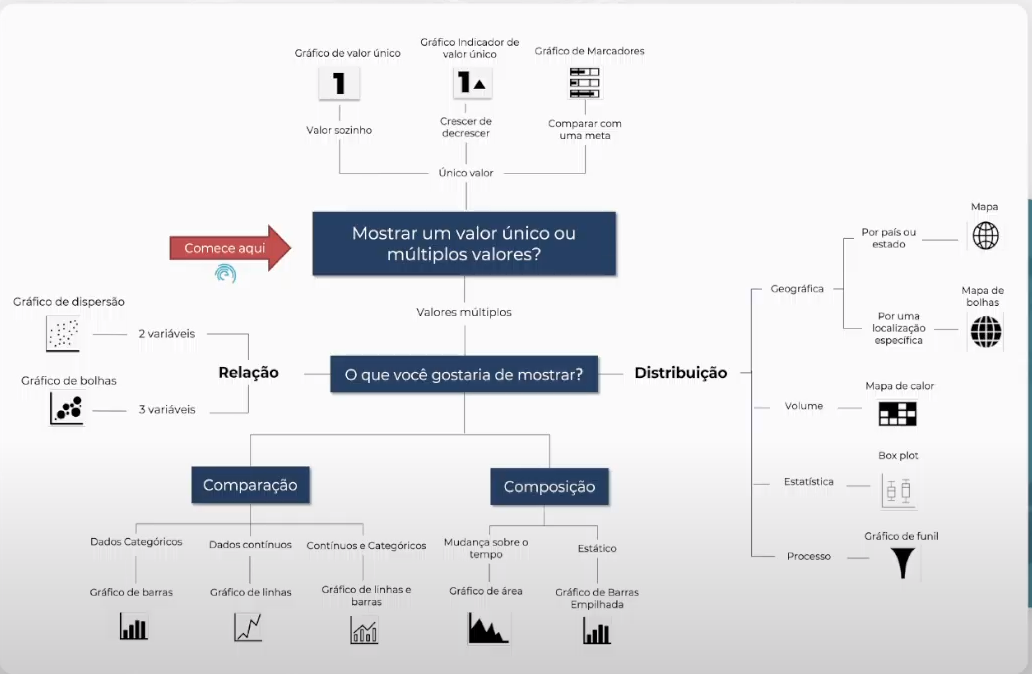 Gráfico de valor único
Gráfico Indicador de
valor único
Gráfico de Marcadores
1
1
Valor sozinho
Crescer de
decrescer
Comparar com
uma meta
Único valor
Comece aqui
Mostrar um valor único ou
múltiplos valores?
Valores múltiplos
O que você gostaria de mostrar?
Relação
2 variáveis
Gráfico de dispersão
3 variáveis
Gráfico de bolhas
Distribuição
Geográfica
Por país ou
estado
Mapa
Por uma
localização
específica
Mapa de
bolhas
Volume
Mapa de calor
Estatística
Box plot
Processo
Gráfico de funil
Comparação
Dados Categóricos
Dados contínuos
Contínuos e Categóricos
Gráfico de barras
Gráfico de linhas
Gráfico de linhas e
barras
Composição
Mudança sobre o
tempo
Estático
Gráfico de área
Gráfico de Barras
Empilhada